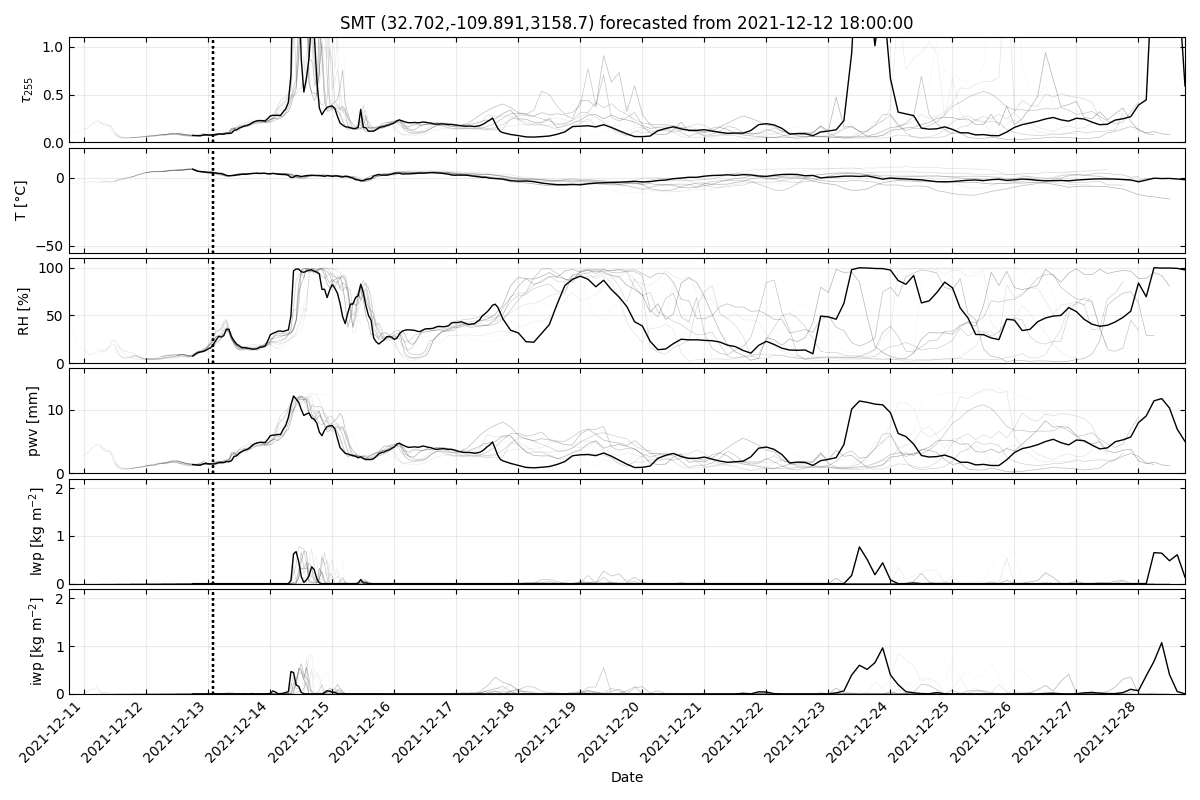 SMT (32.702,-109.891,3158.7) forecasted from 2021-12-12 18:00:00
τ255
1.0
0.5
0.0
T [°C]
0
−50
RH [%]
100
50
0
pwv [mm]
10
0
lwp [kg m−2]
2
1
0
iwp [kg m−2]
2
1
0
2021-12-11 2021-12-12 2021-12-13 2021-12-14 2021-12-15 2021-12-16 2021-12-17 2021-12-18 2021-12-19 2021-12-20 2021-12-21 2021-12-22 2021-12-23 2021-12-24 2021-12-25 2021-12-26 2021-12-27 2021-12-28
Date